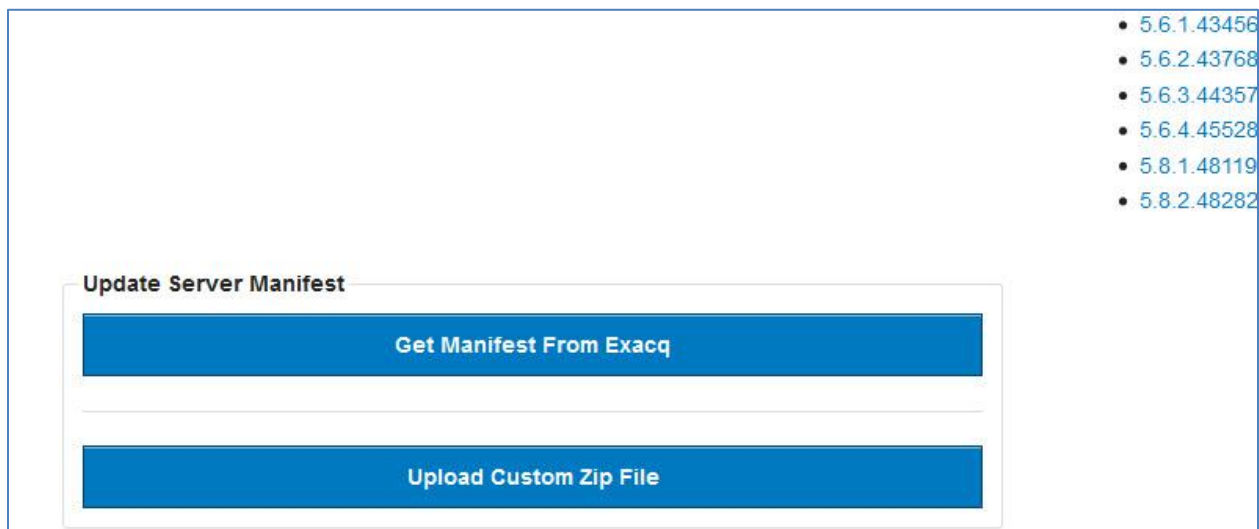 5.6.1.43456
5.6.2.43768
5.6.3.44357
5.6.4.45528
5.8.1.48119
5.8.2.48282
Update Server Manifest
Get Manifest From Exacq
Upload Custom Zip File